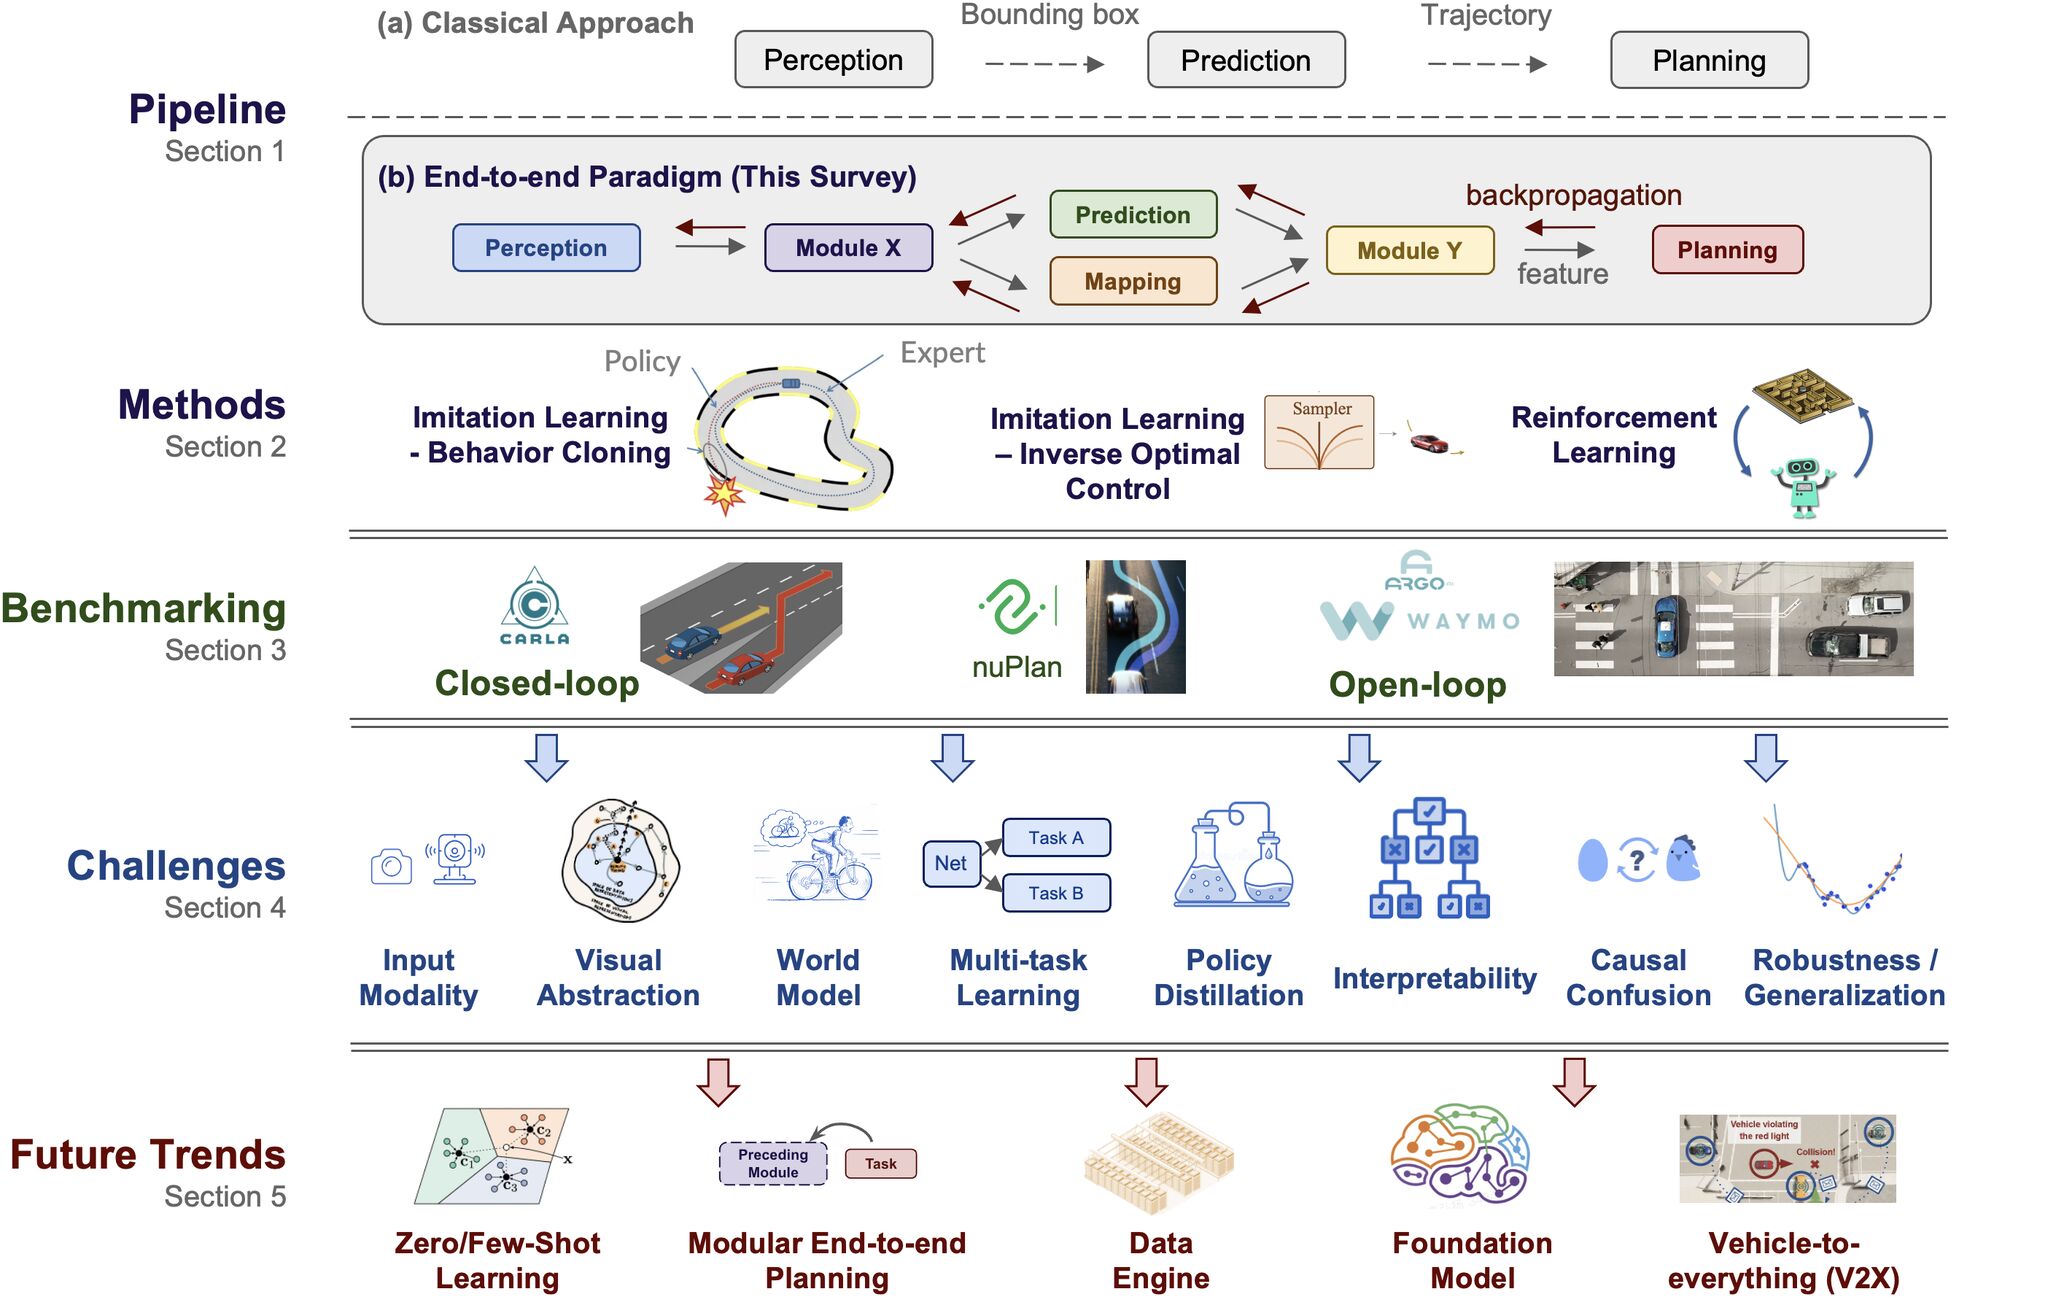 (a) Classical Approach
Bounding box
Trajectory
Perception
Prediction
Planning
Pipeline
Section 1
(b) End-to-end Paradigm (This Survey)
Perception
Module X
Prediction
Mapping
Module Y
backpropagation
feature
Planning
Methods
Section 2
Policy
Expert
Imitation Learning
- Behavior Cloning
Imitation Learning
– Inverse Optimal
Control
Sampler
Reinforcement
Learning
Benchmarking
Section 3
CARLA
Closed-loop
nuPlan
ARGO
WAYMO
Open-loop
Challenges
Section 4
Net
Task A
Task B
?
Input
Modality
Visual
Abstraction
World
Model
Multi-task
Learning
Policy
Distillation
Interpretability
Causal
Confusion
Robustness /
Generalization
Future Trends
Section 5
c1
c2
c3
x
Preceding
Module
Task
Vehicle violating
the red light
Collision!
Zero/Few-Shot
Learning
Modular End-to-end
Planning
Data
Engine
Foundation
Model
Vehicle-to-
everything (V2X)